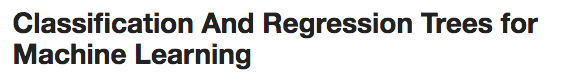 Classification And Regression Trees for
Machine Learning